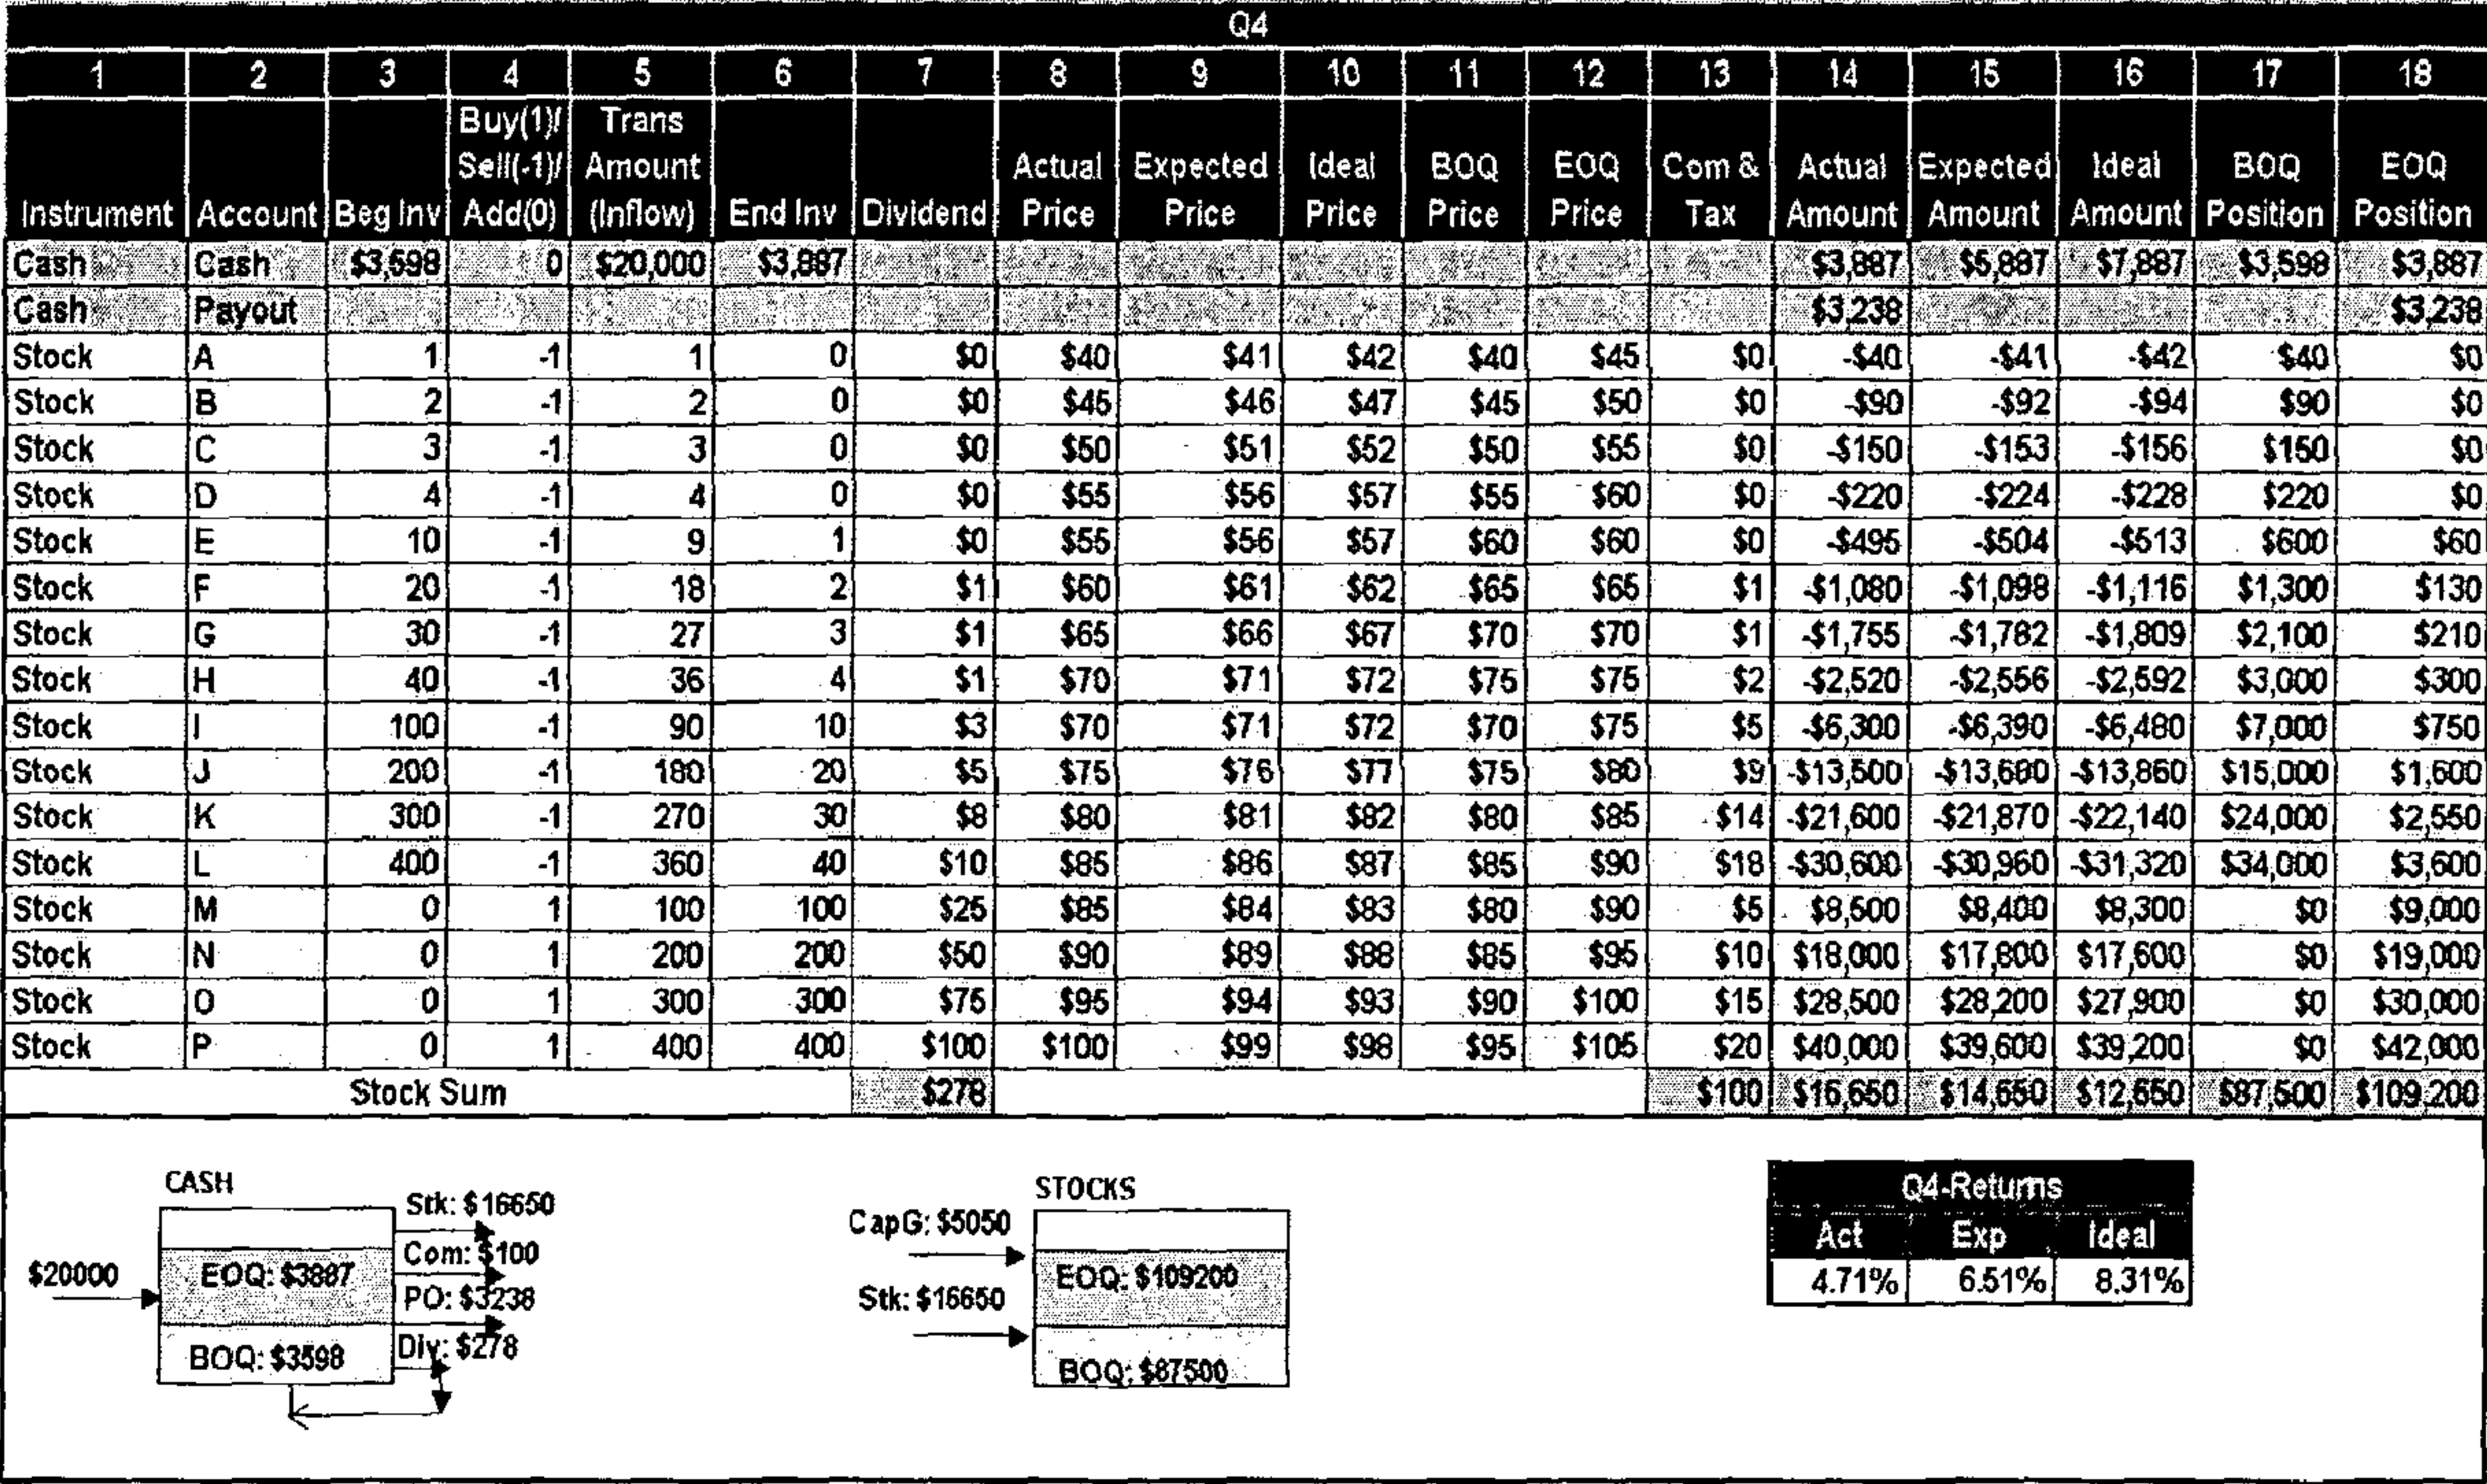 Q4
1 2 3 4 5 6 7 8 9 10 11 12 13 14 15 16 17 18
Instrument Account Beg Inv Buy(1)/ Sell(-1)/ Add(0) Trans Amount (Inflow) End Inv Dividend Actual Price Expected Price Ideal Price BOQ Price EOQ Price Com & Tax Actual Amount Expected Amount Ideal Amount BOQ Position EOQ Position
Cash Cash $3,598 0 $20,000 $3,887 $3,887 $5,887 $7,887 $3,598 $3,887
Cash Payout $3,238 $3,238
Stock A 1 -1 1 0 $0 $40 $41 $42 $40 $45 $0 -$40 -$41 -$42 $40 $0
Stock B 2 -1 2 0 $0 $45 $46 $47 $45 $50 $0 -$90 -$92 -$94 $90 $0
Stock C 3 -1 3 0 $0 $50 $51 $52 $50 $55 $0 -$150 -$153 -$156 $150 $0
Stock D 4 -1 4 0 $0 $55 $56 $57 $55 $60 $0 -$220 -$224 -$228 $220 $0
Stock E 10 -1 9 1 $0 $55 $56 $57 $60 $60 $0 -$495 -$504 -$513 $600 $60
Stock F 20 -1 18 2 $1 $60 $61 $62 $65 $65 $1 -$1,080 -$1,098 -$1,116 $1,300 $130
Stock G 30 -1 27 3 $1 $65 $66 $67 $70 $70 $1 -$1,755 -$1,782 -$1,809 $2,100 $210
Stock H 40 -1 36 4 $1 $70 $71 $72 $75 $75 $2 -$2,520 -$2,556 -$2,592 $3,000 $300
Stock I 100 -1 90 10 $3 $70 $71 $72 $70 $75 $5 -$6,300 -$6,390 -$6,480 $7,000 $750
Stock J 200 -1 180 20 $5 $75 $76 $77 $75 $80 $9 -$13,500 -$13,680 -$13,860 $15,000 $1,600
Stock K 300 -1 270 30 $8 $80 $81 $82 $80 $85 $14 -$21,600 -$21,870 -$22,140 $24,000 $2,550
Stock L 400 -1 360 40 $10 $85 $86 $87 $85 $90 $18 -$30,600 -$30,960 -$31,320 $34,000 $3,600
Stock M 0 1 100 100 $25 $85 $84 $83 $80 $90 $5 $8,500 $8,400 $8,300 $0 $9,000
Stock N 0 1 200 200 $50 $90 $89 $88 $85 $95 $10 $18,000 $17,800 $17,600 $0 $19,000
Stock O 0 1 300 300 $75 $95 $94 $93 $90 $100 $15 $28,500 $28,200 $27,900 $0 $30,000
Stock P 0 1 400 400 $100 $100 $99 $98 $95 $105 $20 $40,000 $39,600 $39,200 $0 $42,000
Stock Sum $278 $100 $16,650 $14,650 $12,650 $87,500 $109,200
CASH
$20000
EOQ: $3887
BOQ: $3598
Stk: $16650
Com: $100
PO: $3238
Div: $278
STOCKS
CapG: $5050
Stk: $16650
EOQ: $109200
BOQ: $87500
Q4-Returns
Act Exp Ideal
4.71% 6.51% 8.31%